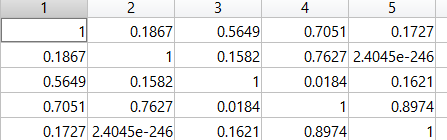 1 2 3 4 5
1 0.1867 0.5649 0.7051 0.1727
0.1867 1 0.1582 0.7627 2.4045e-246
0.5649 0.1582 1 0.0184 0.1621
0.7051 0.7627 0.0184 1 0.8974
0.1727 2.4045e-246 0.1621 0.8974 1